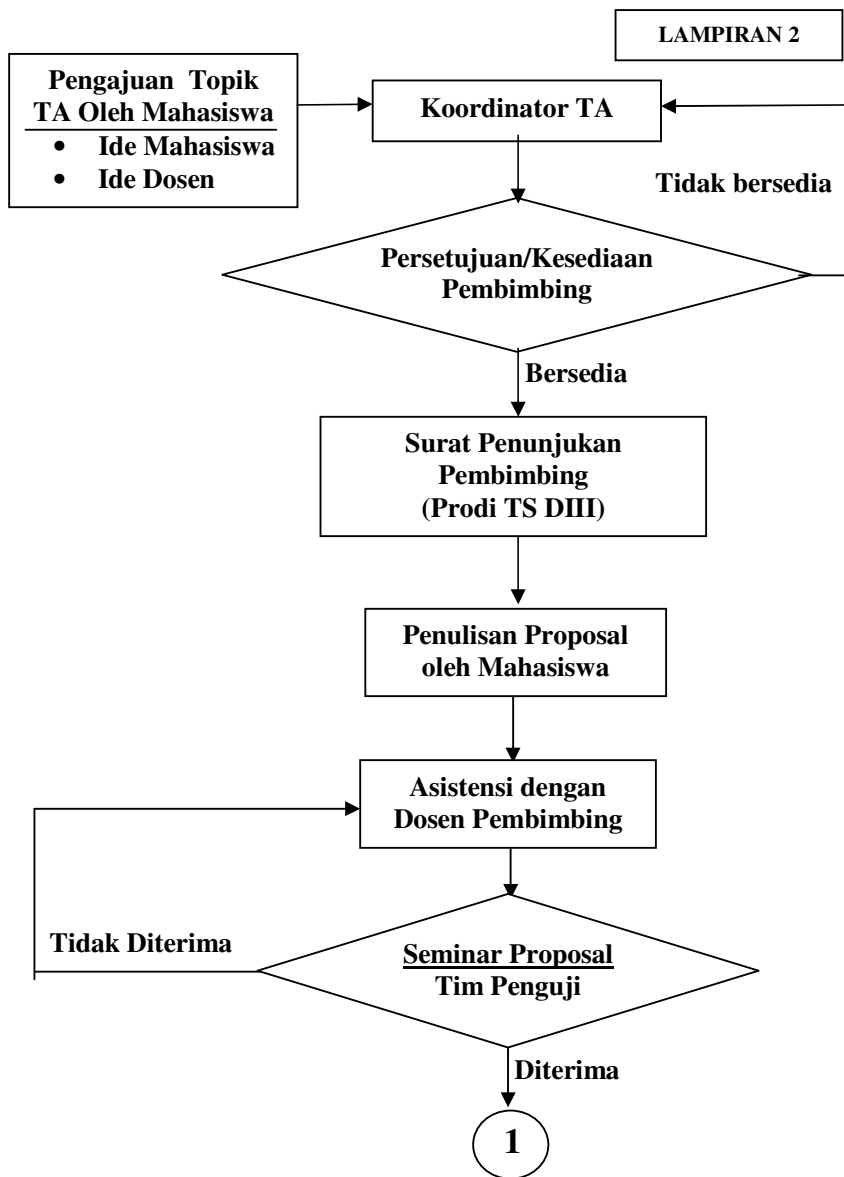 LAMPIRAN 2
Pengajuan Topik
TA Oleh Mahasiswa
• Ide Mahasiswa
• Ide Dosen
Koordinator TA
Tidak bersedia
Persetujuan/Kesediaan
Pembimbing
Bersedia
Surat Penunjukan
Pembimbing
(Prodi TS DIII)
Penulisan Proposal
oleh Mahasiswa
Asistensi dengan
Dosen Pembimbing
Tidak Diterima
Seminar Proposal
Tim Penguji
Diterima
1